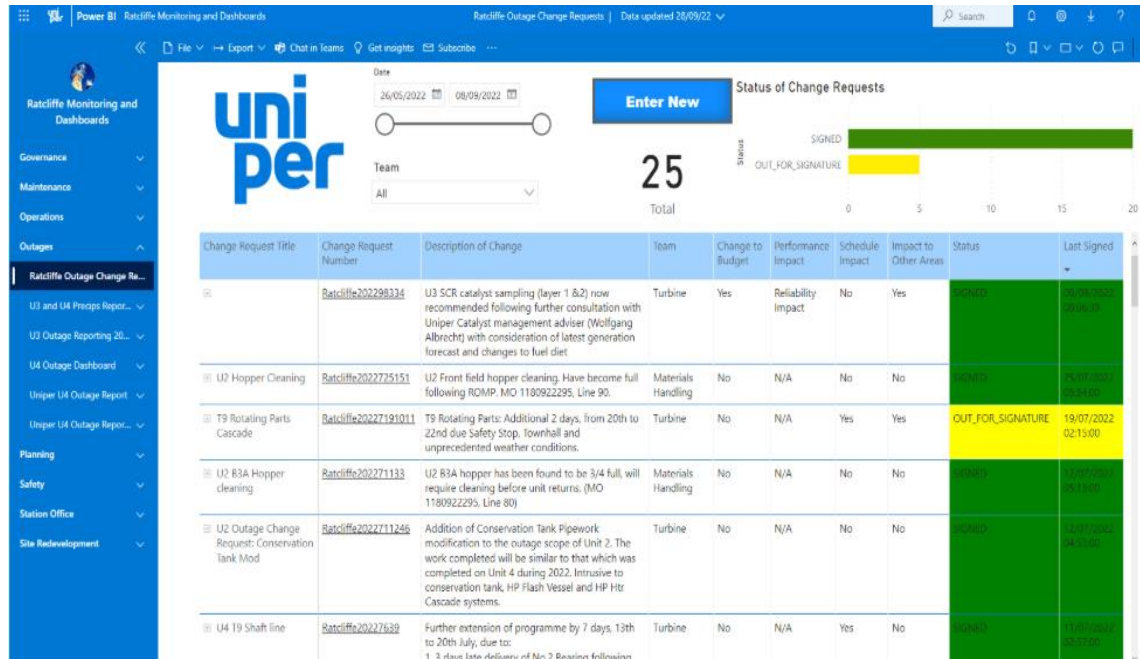 Power BI Ratcliffe Monitoring and Dashboards
Ratcliffe Outage Change Requests | Data updated 28/09/22
Search
File Export Chat in Teams Get insights Subscribe ...
Ratcliffe Monitoring and
Dashboards
Governance
Maintenance
Operations
Outages
Ratcliffe Outage Change Re...
U3 and U4 Precips Repor...
U3 Outage Reporting 20...
U4 Outage Dashboard
Uniper U4 Outage Report
Uniper U4 Outage Repor...
Planning
Safety
Station Office
Site Redevelopment
uni
per
Date
26/05/2022 08/09/2022
Team
All
Enter New
25
Total
Status of Change Requests
Status
SIGNED
OUT_FOR_SIGNATURE
0 5 10 15 20
Change Request Title Change Request Number Description of Change Team Change to Budget Performance Impact Schedule Impact Impact to Other Areas Status Last Signed
Ratcliffe202298334 U3 SCR catalyst sampling (layer 1 &2) now Turbine Yes Reliability Impact No Yes SIGNED
recommended following further consultation with
Uniper Catalyst management adviser (Wolfgang
Albrecht) with consideration of latest generation
forecast and changes to fuel diet
U2 Hopper Cleaning Ratcliffe2022725151 U2 Front field hopper cleaning. Have become full Materials Handling No N/A No No SIGNED
following ROMP. MO 1180922295, Line 90.
T9 Rotating Parts Cascade Ratcliffe20227191011 T9 Rotating Parts: Additional 2 days, from 20th to Turbine No N/A Yes Yes OUT_FOR_SIGNATURE 19/07/2022 02:15:00
22nd due Safety Stop, Townhall and
unprecedented weather conditions.
U2 B3A Hopper cleaning Ratcliffe202271133 U2 B3A hopper has been found to be 3/4 full, will Materials Handling No N/A No No SIGNED
require cleaning before unit returns. (MO
1180922295, Line 80)
U2 Outage Change Request: Conservation Tank Mod Ratcliffe2022711246 Addition of Conservation Tank Pipework Turbine No N/A No No SIGNED
modification to the outage scope of Unit 2. The
work completed will be similar to that which was
completed on Unit 4 during 2022. Intrusive to
conservation tank, HP Flash Vessel and HP Htr
Cascade systems.
U4 T9 Shaft line Ratcliffe20227639 Further extension of programme by 7 days, 13th Turbine No N/A Yes No SIGNED
to 20th July, due to:
1. 3 days late delivery of No 2 Bearing following